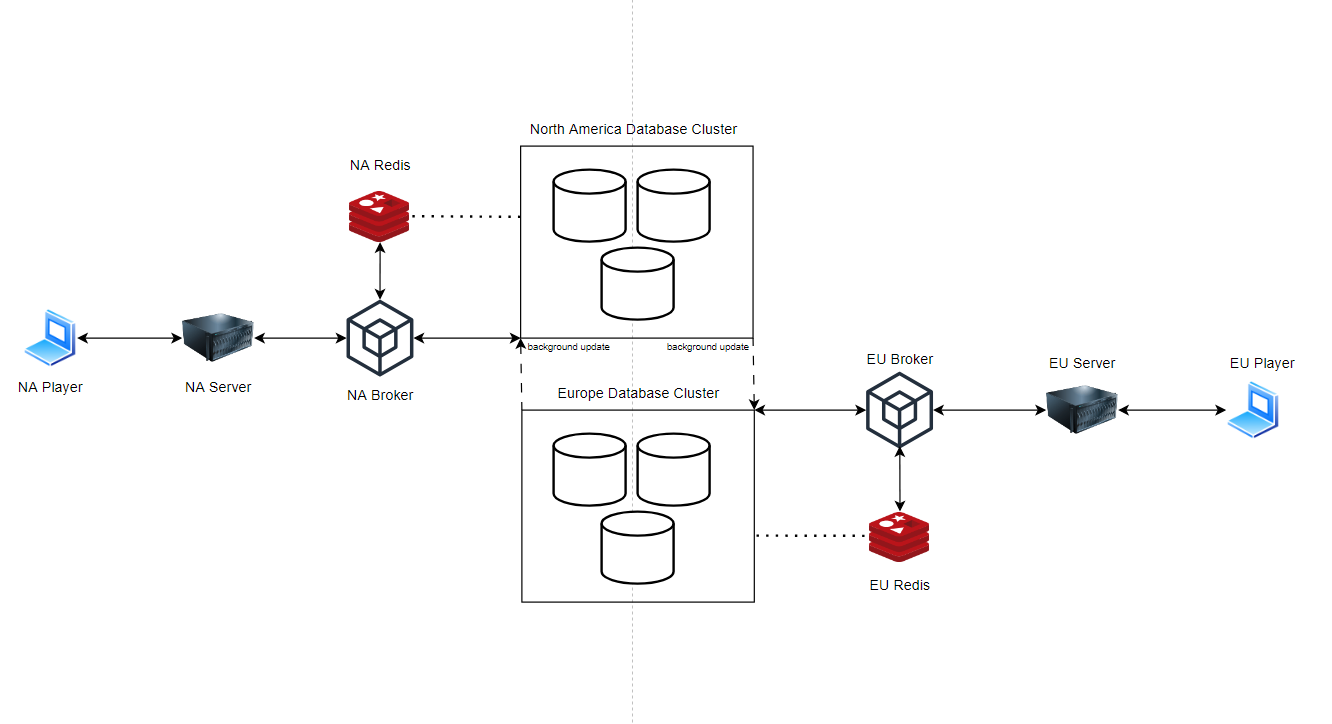 North America Database Cluster
NA Redis
background update
background update
NA Player
NA Server
NA Broker
Europe Database Cluster
EU Broker
EU Server
EU Player
EU Redis